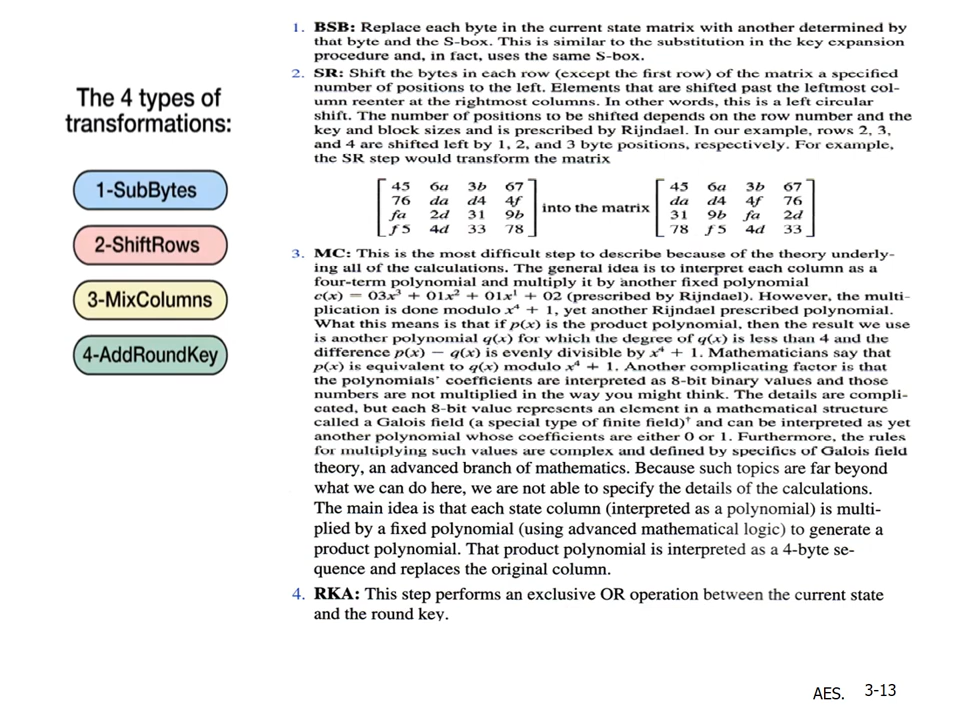 The 4 types of
transformations:
1-SubBytes
2-ShiftRows
3-MixColumns
4-AddRoundKey
1. BSB: Replace each byte in the current state matrix with another determined by
that byte and the S-box. This is similar to the substitution in the key expansion
procedure and, in fact, uses the same S-box.
2. SR: Shift the bytes in each row (except the first row) of the matrix a specified
number of positions to the left. Elements that are shifted past the leftmost col-
umn reenter at the rightmost columns. In other words, this is a left circular
shift. The number of positions to be shifted depends on the row number and the
key and block sizes and is prescribed by Rijndael. In our example, rows 2, 3,
and 4 are shifted left by 1, 2, and 3 byte positions, respectively. For example,
the SR step would transform the matrix
45 6a 3b 67
76 da d4 4f
fa 2d 31 9b
f5 4d 33 78
into the matrix
45 6a 3b 67
da d4 4f 76
31 9b fa 2d
78 f5 4d 33
3. MC: This is the most difficult step to describe because of the theory underly-
ing all of the calculations. The general idea is to interpret each column as a
four-term polynomial and multiply it by another fixed polynomial
c(x) = 03x³ + 01x² + 01x¹ + 02 (prescribed by Rijndael). However, the multi-
plication is done modulo x⁴ + 1, yet another Rijndael prescribed polynomial.
What this means is that if p(x) is the product polynomial, then the result we use
is another polynomial q(x) for which the degree of q(x) is less than 4 and the
difference p(x) − q(x) is evenly divisible by x⁴ + 1. Mathematicians say that
p(x) is equivalent to q(x) modulo x⁴ + 1. Another complicating factor is that
the polynomials' coefficients are interpreted as 8-bit binary values and those
numbers are not multiplied in the way you might think. The details are compli-
cated, but each 8-bit value represents an element in a mathematical structure
called a Galois field (a special type of finite field)† and can be interpreted as yet
another polynomial whose coefficients are either 0 or 1. Furthermore, the rules
for multiplying such values are complex and defined by specifics of Galois field
theory, an advanced branch of mathematics. Because such topics are far beyond
what we can do here, we are not able to specify the details of the calculations.
The main idea is that each state column (interpreted as a polynomial) is multi-
plied by a fixed polynomial (using advanced mathematical logic) to generate a
product polynomial. That product polynomial is interpreted as a 4-byte se-
quence and replaces the original column.
4. RKA: This step performs an exclusive OR operation between the current state
and the round key.
AES. 3-13